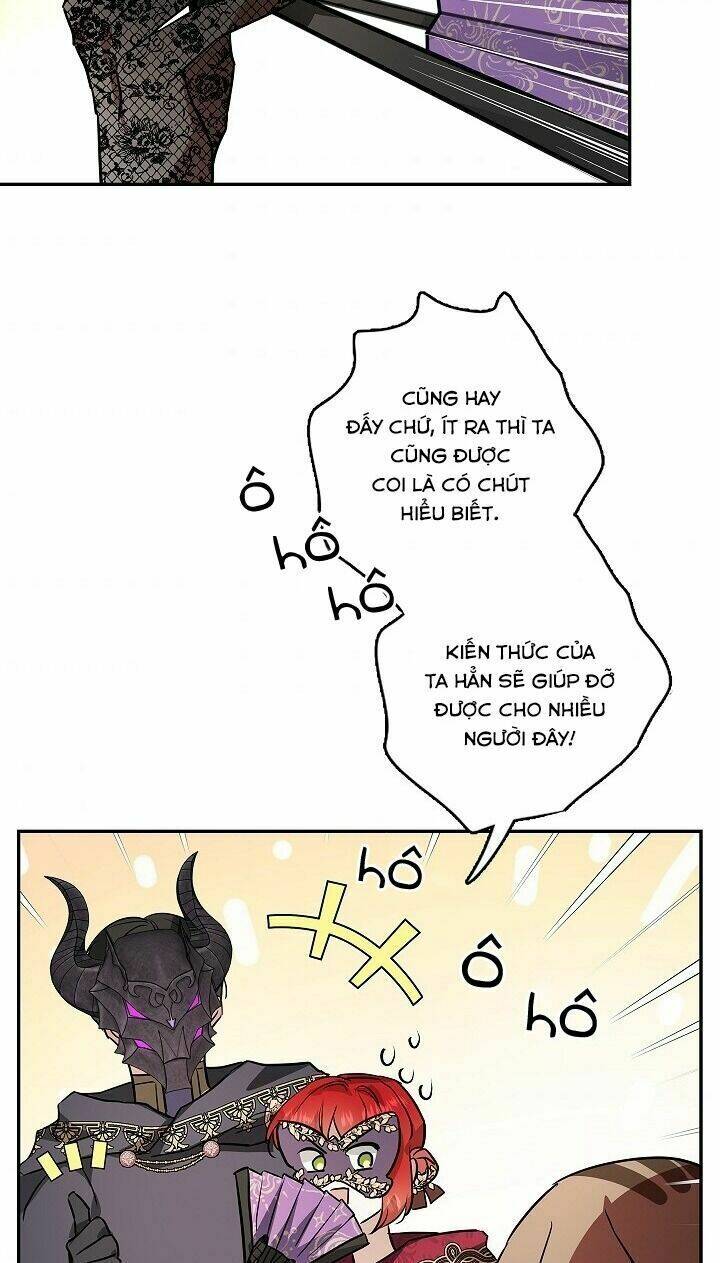 CŨNG HAY
ĐẤY CHỨ, ÍT RA THÌ TA
CŨNG ĐƯỢC
COI LÀ CÓ CHÚT
HIỂU BIẾT.
Ô
hô
hô
KIẾN THỨC CỦA
TA HẲN SẼ GIÚP ĐỠ
ĐƯỢC CHO NHIỀU
NGƯỜI ĐÂY!
hô
Ô
hô